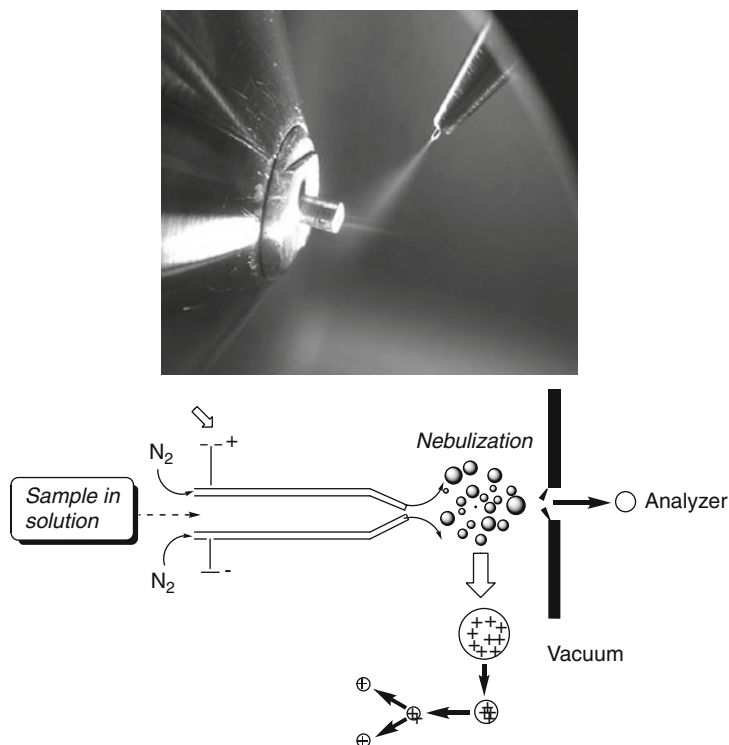 +
N₂
Nebulization
Sample in
solution
Analyzer
-
N₂
Vacuum